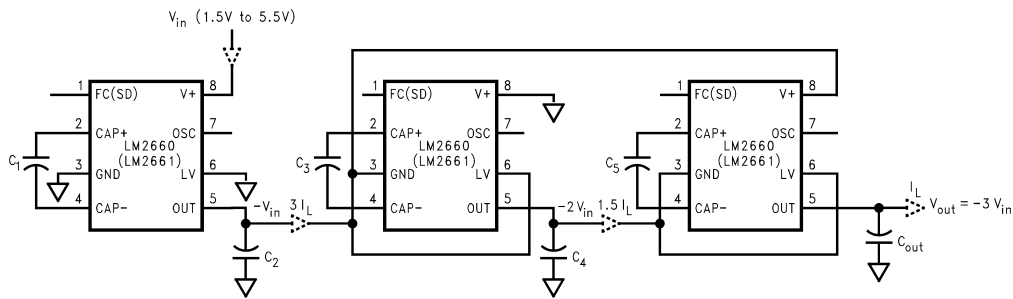 V_in (1.5V to 5.5V)
1 FC(SD) V+ 8
2 CAP+ OSC 7
LM2660
(LM2661)
3 GND LV 6
4 CAP- OUT 5
C_1
C_2
-V_in 3 I_L
1 FC(SD) V+ 8
2 CAP+ OSC 7
LM2660
(LM2661)
3 GND LV 6
4 CAP- OUT 5
C_3
C_4
-2 V_in 1.5 I_L
1 FC(SD) V+ 8
2 CAP+ OSC 7
LM2660
(LM2661)
3 GND LV 6
4 CAP- OUT 5
C_5
C_out
I_L
V_out = -3 V_in